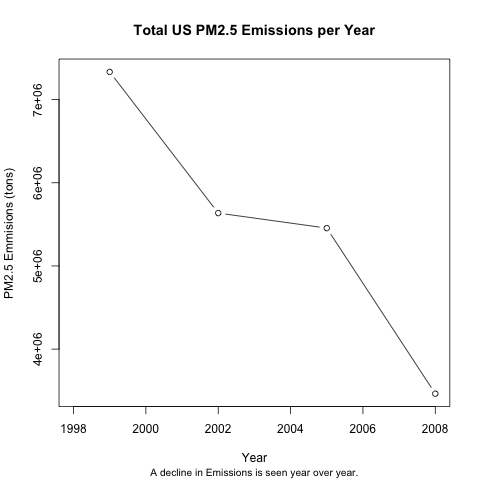 Total US PM2.5 Emissions per Year
PM2.5 Emmisions (tons)
7e+06
6e+06
5e+06
4e+06
1998 2000 2002 2004 2006 2008
Year
A decline in Emissions is seen year over year.